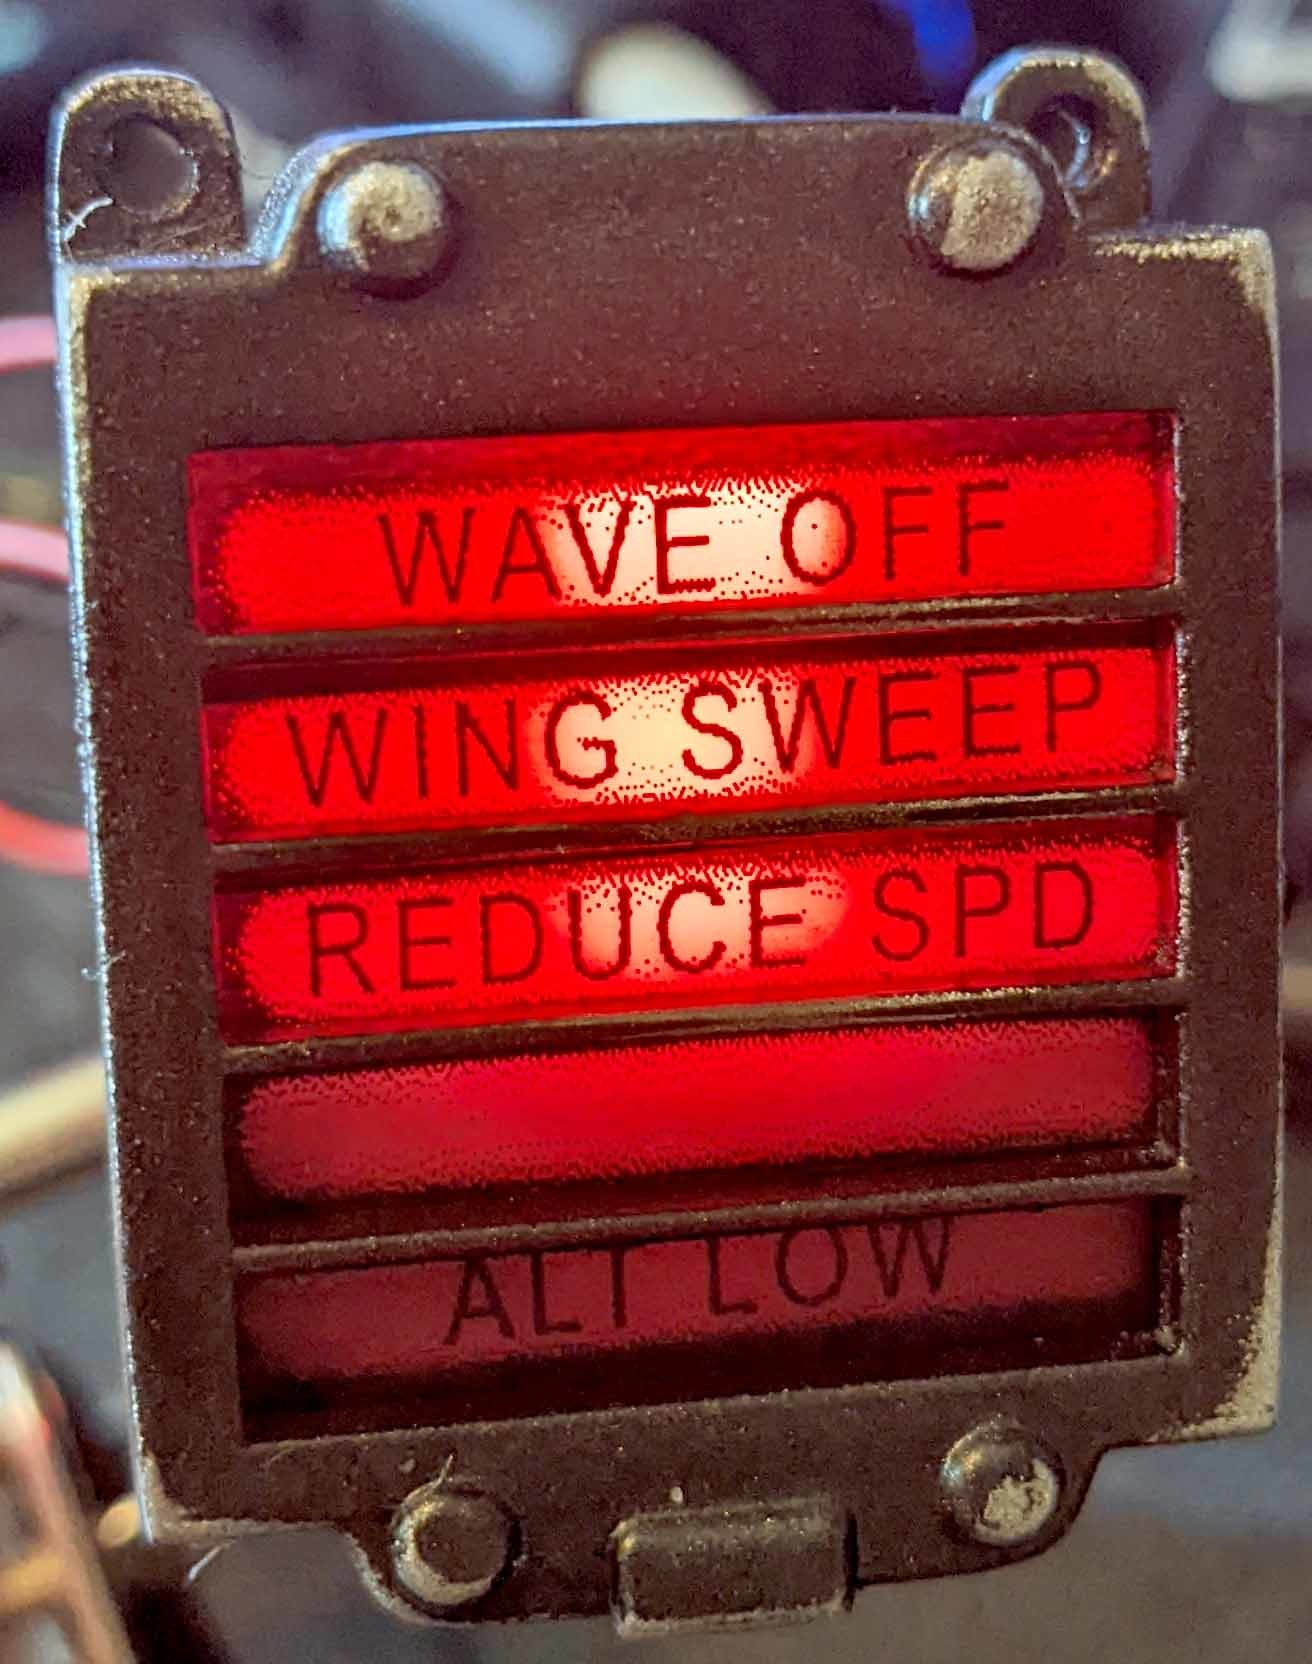 WAVE OFF
WING SWEEP
REDUCE SPD
ALT LOW